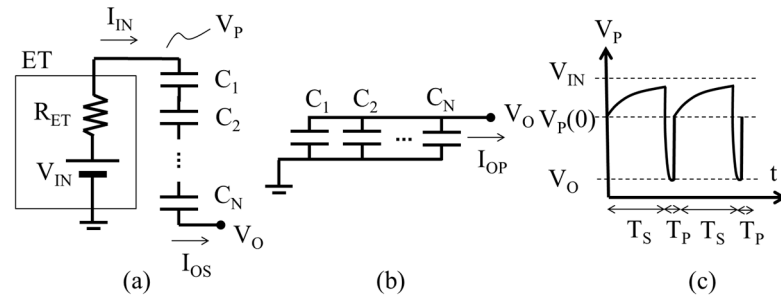 I_IN
V_P
ET
R_ET
V_IN
C_1
C_2
...
C_N
V_O
I_OS
(a)
C_1 C_2 C_N
...
V_O
I_OP
(b)
V_P
V_IN
V_P(0)
V_O
t
T_S T_P T_S T_P
(c)